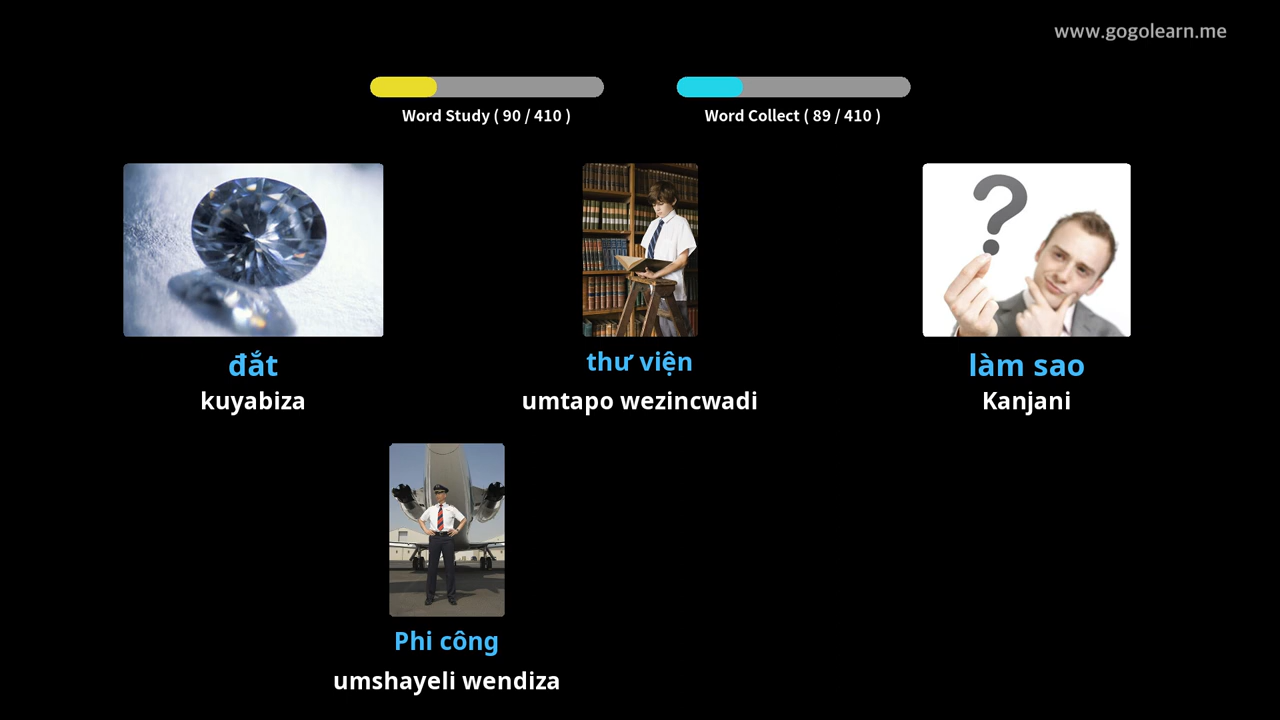 www.gogolearn.me
Word Study ( 90 / 410 )
Word Collect ( 89 / 410 )
đắt
kuyabiza
thư viện
umtapo wezincwadi
làm sao
Kanjani
Phi công
umshayeli wendiza